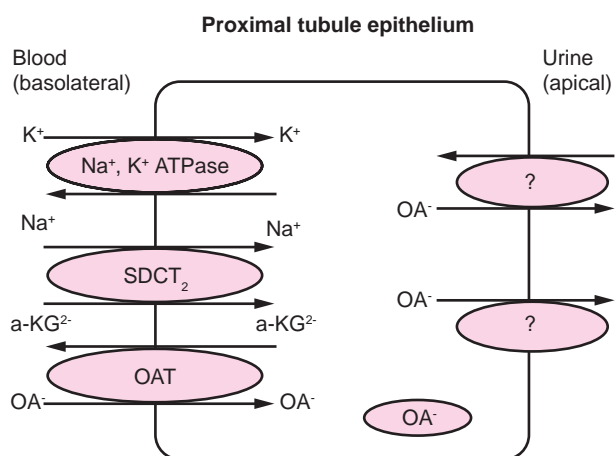 Proximal tubule epithelium
Blood
(basolateral)
Urine
(apical)
K⁺ K⁺
Na⁺, K⁺ ATPase
?
OA⁻
Na⁺ Na⁺
SDCT₂
OA⁻
a-KG²⁻ a-KG²⁻
?
OAT
OA⁻ OA⁻
OA⁻